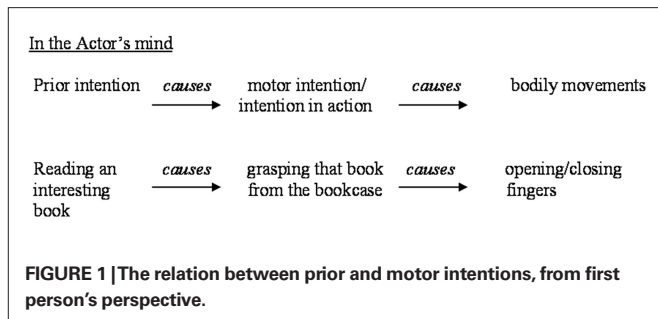 In the Actor's mind
Prior intention causes motor intention/ causes bodily movements
intention in action
Reading an causes grasping that book causes opening/closing
interesting from the bookcase fingers
book
FIGURE 1 | The relation between prior and motor intentions, from first
person's perspective.